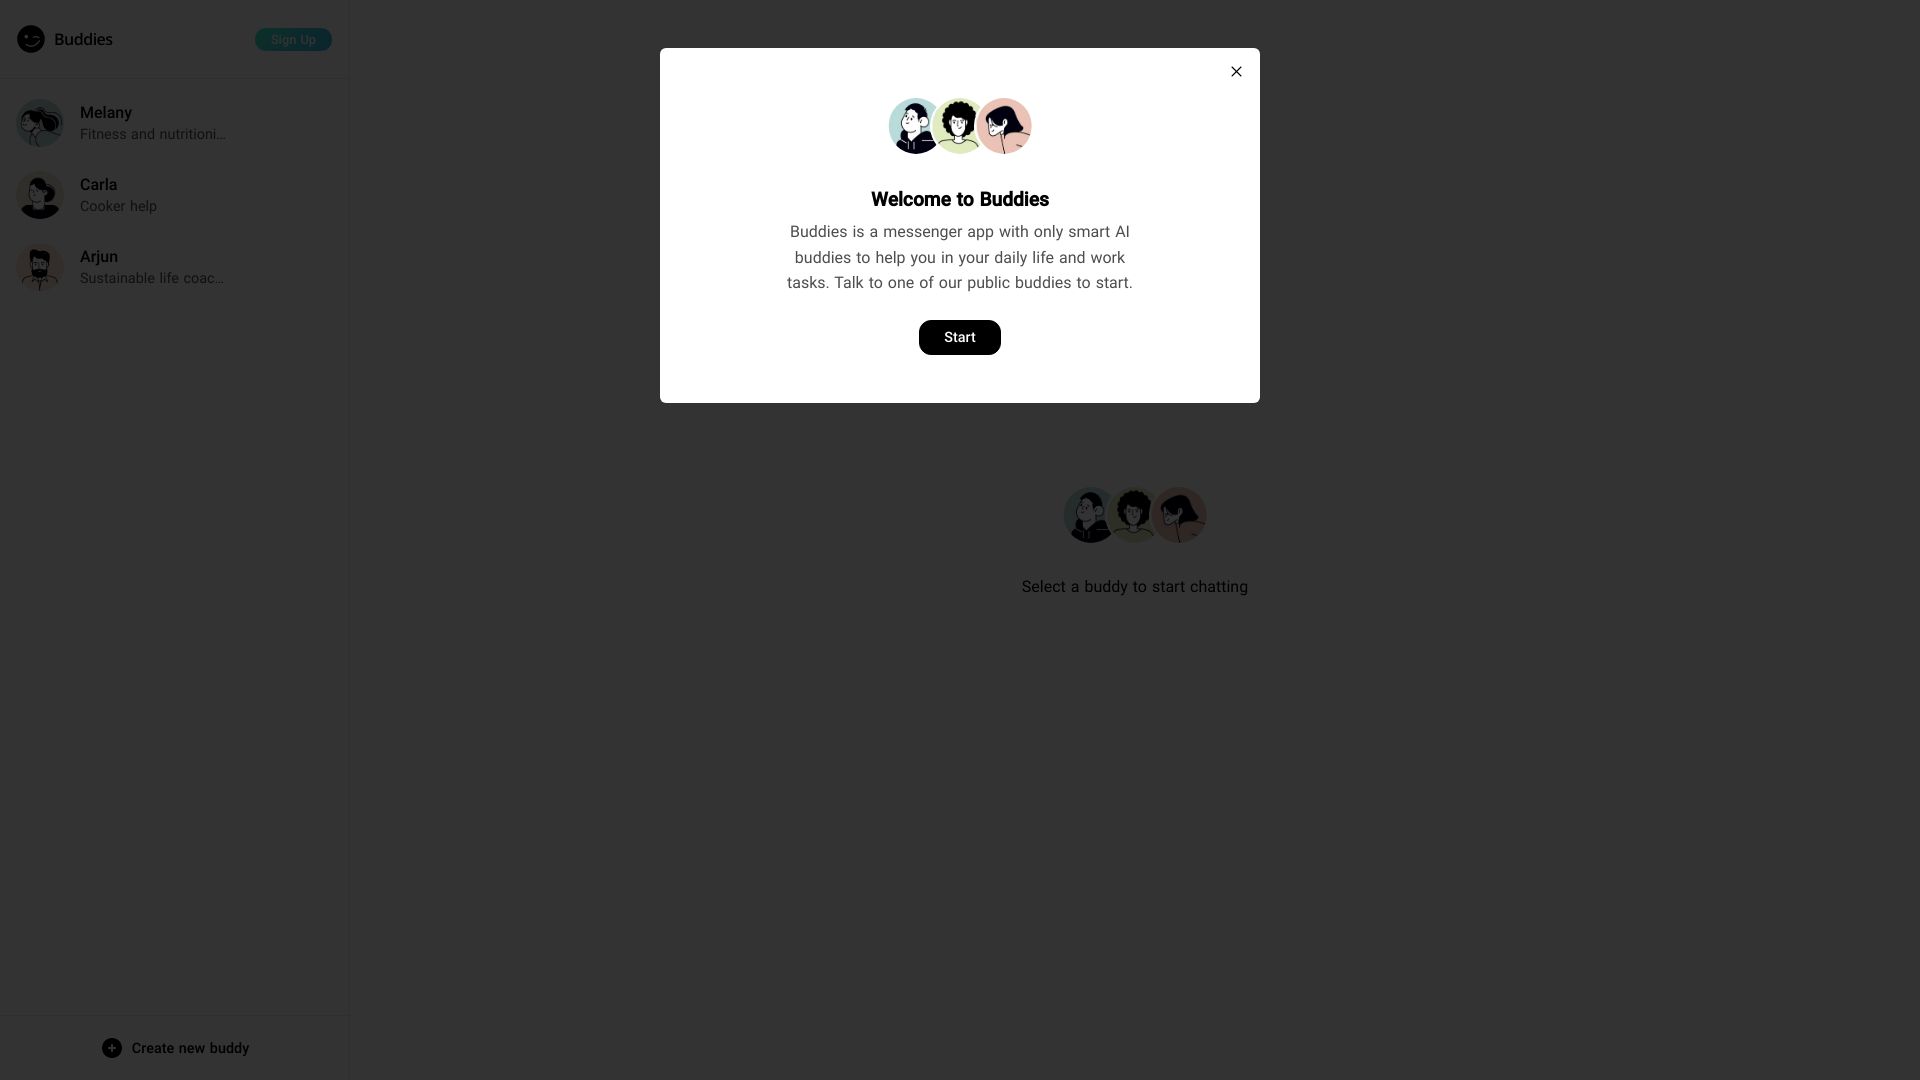 Buddies
Sign Up
Melany
Fitness and nutritioni...
Carla
Cooker help
Arjun
Sustainable life coac...
Create new buddy
Welcome to Buddies
Buddies is a messenger app with only smart AI
buddies to help you in your daily life and work
tasks. Talk to one of our public buddies to start.
Start
Select a buddy to start chatting